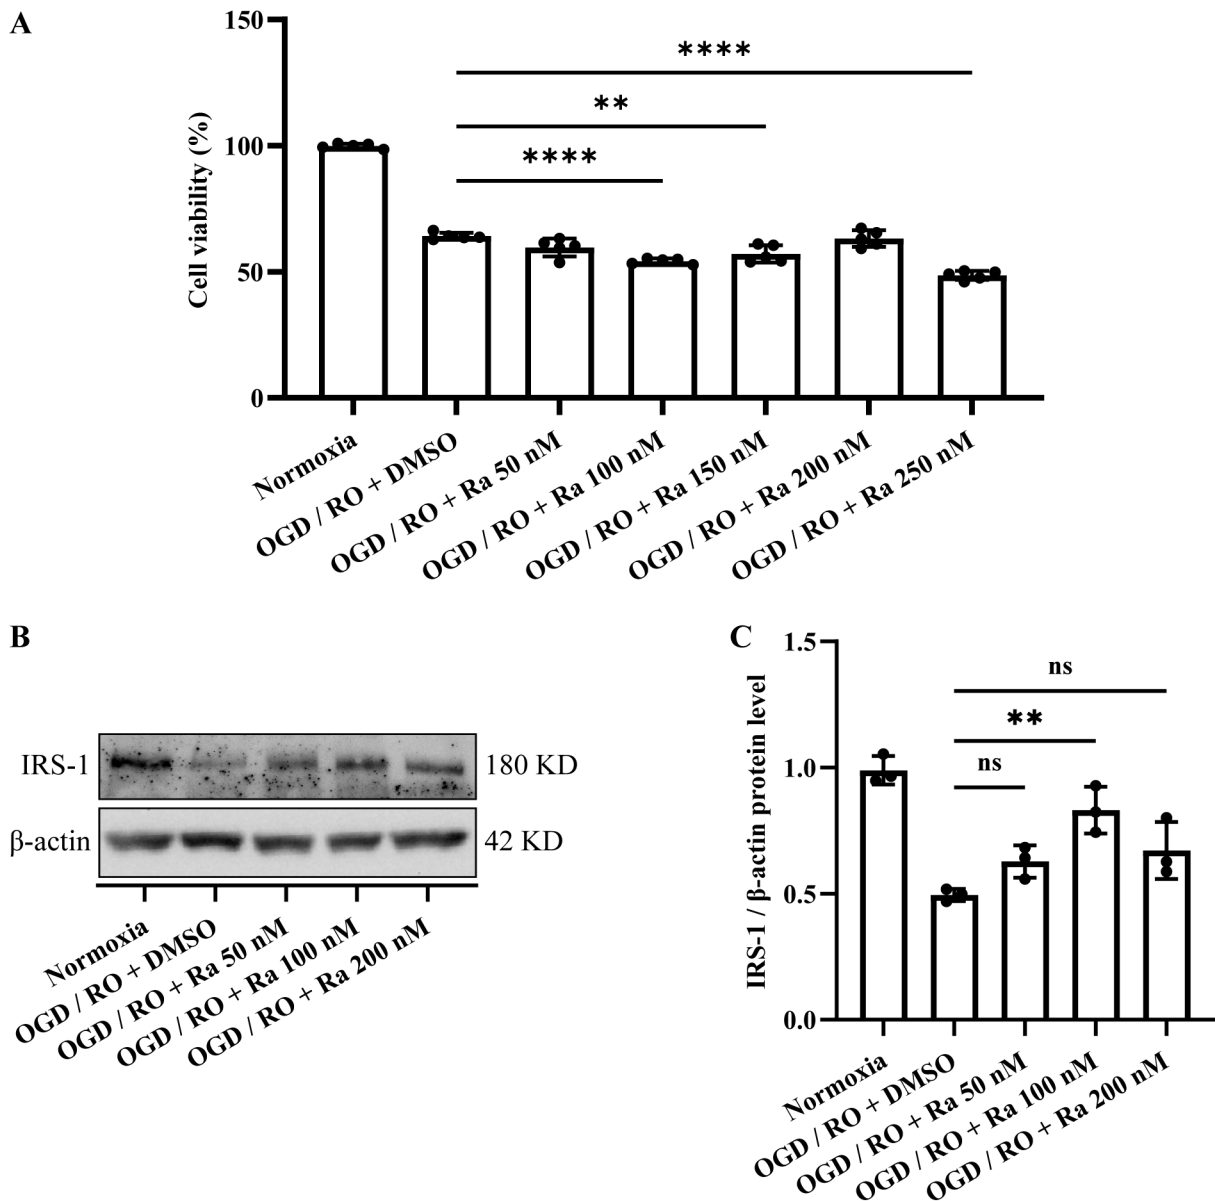 A
150
100
50
0
Cell viability (%)
****
**
****
Normoxia
OGD / RO + DMSO
OGD / RO + Ra 50 nM
OGD / RO + Ra 100 nM
OGD / RO + Ra 150 nM
OGD / RO + Ra 200 nM
OGD / RO + Ra 250 nM
B
IRS-1
180 KD
β-actin
42 KD
Normoxia
OGD / RO + DMSO
OGD / RO + Ra 50 nM
OGD / RO + Ra 100 nM
OGD / RO + Ra 200 nM
C
1.5
1.0
0.5
0.0
IRS-1 / β-actin protein level
ns
**
ns
Normoxia
OGD / RO + DMSO
OGD / RO + Ra 50 nM
OGD / RO + Ra 100 nM
OGD / RO + Ra 200 nM